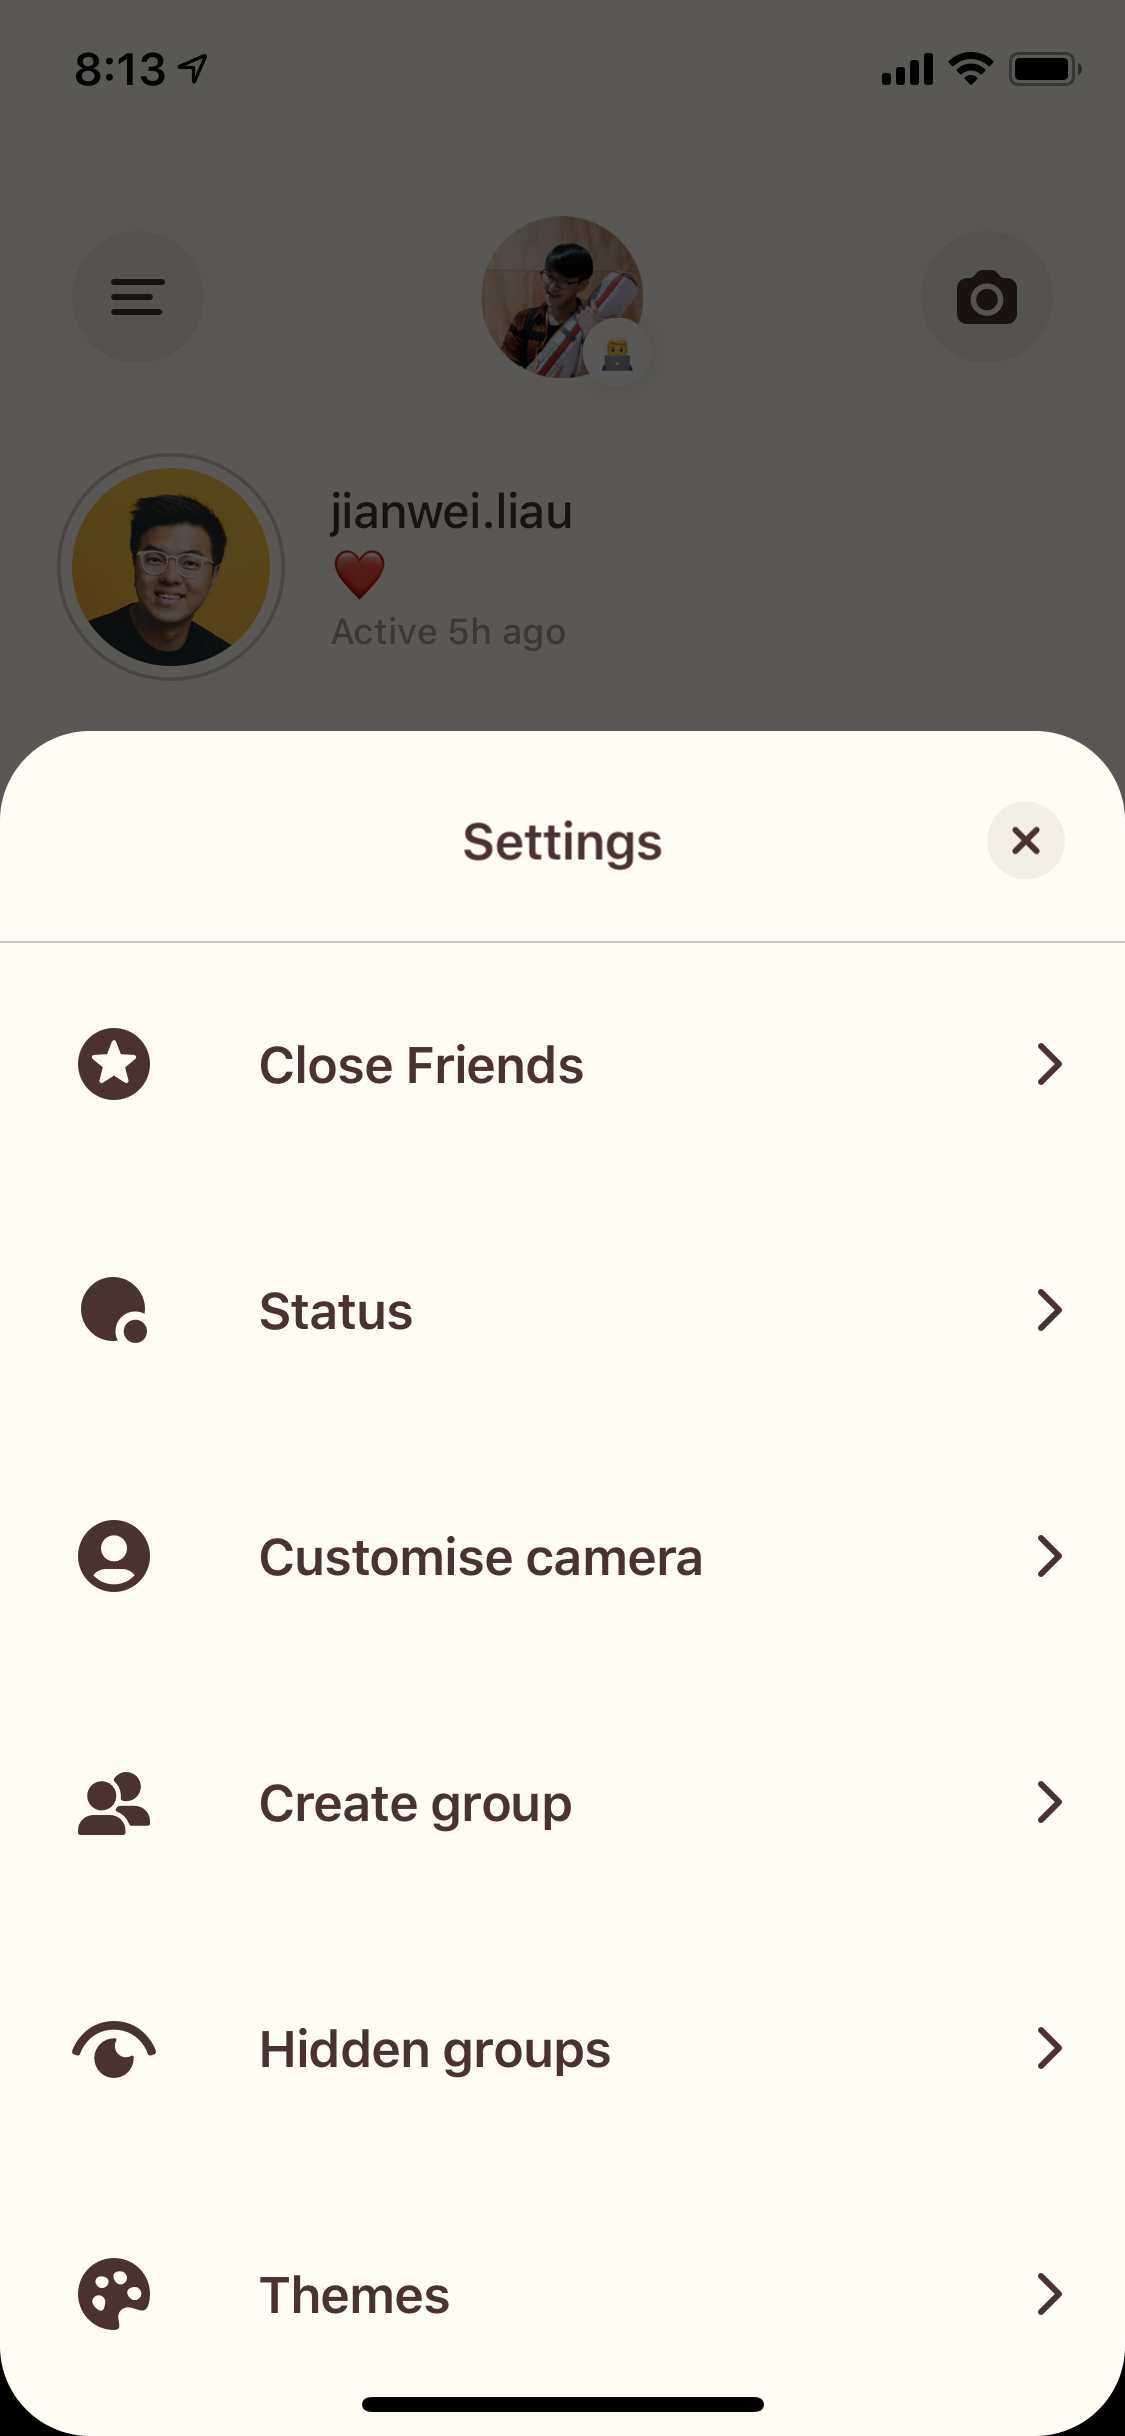 8:13
jianwei.liau
❤️
Active 5h ago
Settings
Close Friends
Status
Customise camera
Create group
Hidden groups
Themes